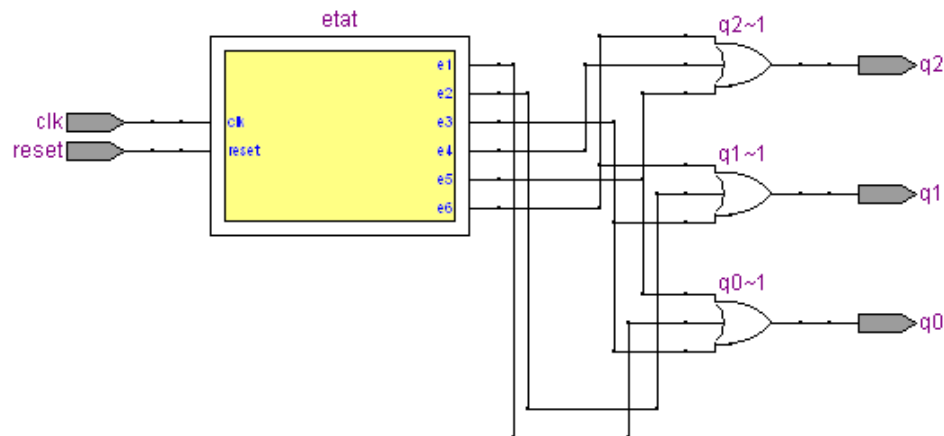 etat
clk
reset
clk
reset
e1
e2
e3
e4
e5
e6
q2~1
q2
q1~1
q1
q0~1
q0